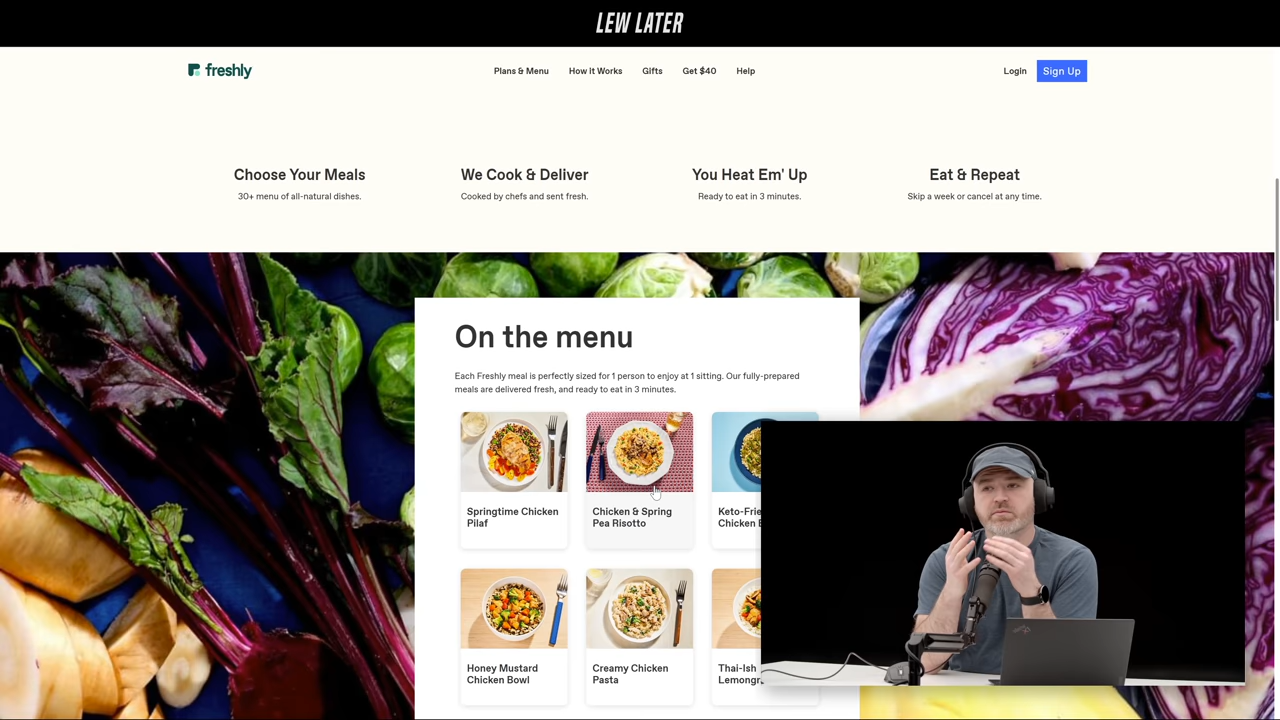 LEW LATER
freshly
Plans & Menu
How it Works
Gifts
Get $40
Help
Login
Sign Up
Choose Your Meals
We Cook & Deliver
You Heat Em' Up
Eat & Repeat
30+ menu of all-natural dishes.
Cooked by chefs and sent fresh.
Ready to eat in 3 minutes.
Skip a week or cancel at any time.
On the menu
Each Freshly meal is perfectly sized for 1 person to enjoy at 1 sitting. Our fully-prepared
meals are delivered fresh, and ready to eat in 3 minutes.
Springtime Chicken
Pilaf
Chicken & Spring
Pea Risotto
Chicken
Honey Mustard
Chicken Bowl
Creamy Chicken
Pasta
Thai-Ish